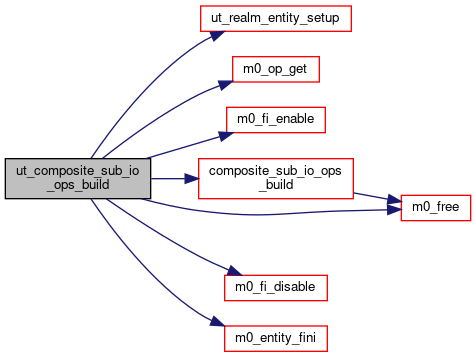 ut_realm_entity_setup
m0_op_get
m0_fi_enable
ut_composite_sub_io
_ops_build
composite_sub_io_ops
_build
m0_free
m0_fi_disable
m0_entity_fini